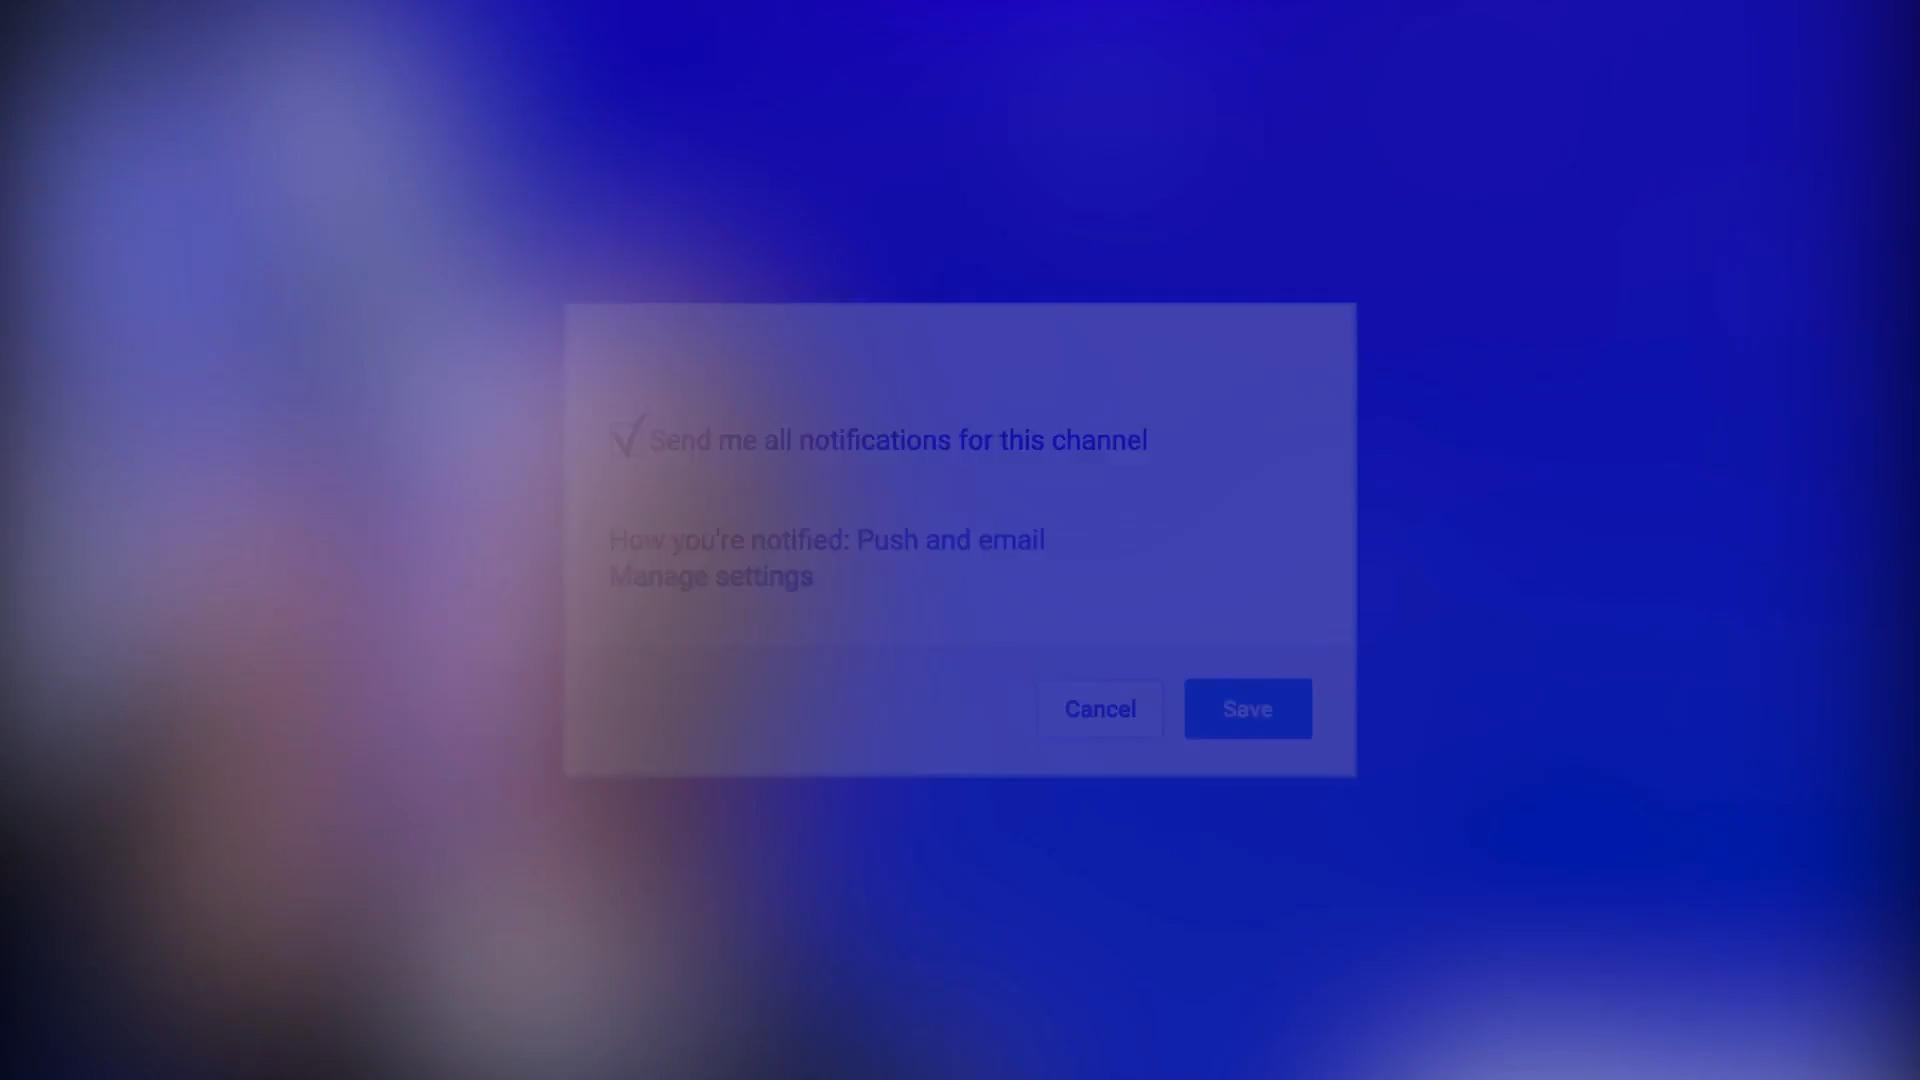 Send me all notifications for this channel
How you're notified: Push and email
Manage settings
Cancel
Save